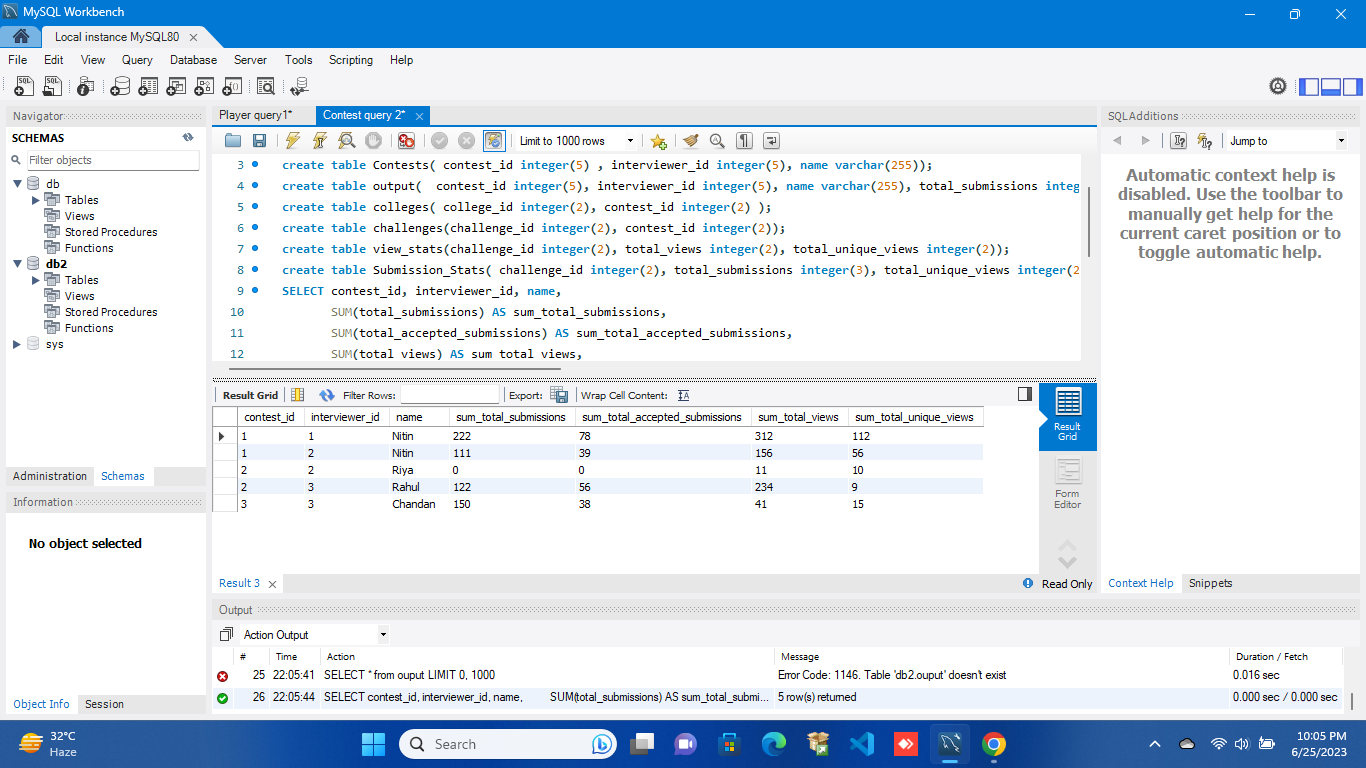 MySQL Workbench
Local instance MySQL80
File Edit View Query Database Server Tools Scripting Help
Navigator
SCHEMAS
Filter objects
db
Tables
Views
Stored Procedures
Functions
db2
Tables
Views
Stored Procedures
Functions
sys
Administration Schemas
Information
No object selected
Object Info Session
Player query1* Contest query 2*
Limit to 1000 rows
3 create table Contests( contest_id integer(5) , interviewer_id integer(5), name varchar(255));
4 create table output(  contest_id integer(5), interviewer_id integer(5), name varchar(255), total_submissions integ
5 create table colleges( college_id integer(2), contest_id integer(2) );
6 create table challenges(challenge_id integer(2), contest_id integer(2));
7 create table view_stats(challenge_id integer(2), total_views integer(2), total_unique_views integer(2));
8 create table Submission_Stats( challenge_id integer(2), total_submissions integer(3), total_unique_views integer(2
9 SELECT contest_id, interviewer_id, name,
10 SUM(total_submissions) AS sum_total_submissions,
11 SUM(total_accepted_submissions) AS sum_total_accepted_submissions,
12 SUM(total_views) AS sum_total_views,
Result Grid Filter Rows: Export: Wrap Cell Content:
contest_id interviewer_id name sum_total_submissions sum_total_accepted_submissions sum_total_views sum_total_unique_views
1 1 Nitin 222 78 312 112
1 2 Nitin 111 39 156 56
2 2 Riya 0 0 11 10
2 3 Rahul 122 56 234 9
3 3 Chandan 150 38 41 15
Result Grid
Form Editor
Result 3
Read Only
SQLAdditions
Jump to
Automatic context help is
disabled. Use the toolbar to
manually get help for the
current caret position or to
toggle automatic help.
Context Help Snippets
Output
Action Output
# Time Action Message Duration / Fetch
25 22:05:41 SELECT * from ouput LIMIT 0, 1000 Error Code: 1146. Table 'db2.ouput' doesn't exist 0.016 sec
26 22:05:44 SELECT contest_id, interviewer_id, name, SUM(total_submissions) AS sum_total_submi... 5 row(s) returned 0.000 sec / 0.000 sec
32°C
Haze
Search
10:05 PM
6/25/2023